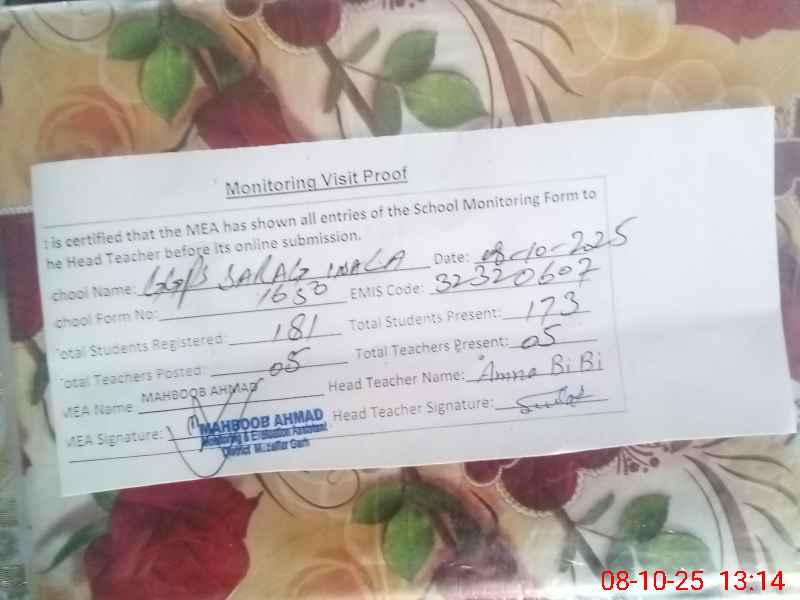 Monitoring Visit Proof
t is certified that the MEA has shown all entries of the School Monitoring Form to
he Head Teacher before its online submission.
chool Name: GGPS Date: 08-10-2025
chool Form No: 1650 EMIS Code: 32320607
otal Students Registered: 181 Total Students Present: 173
otal Teachers Posted: 05 Total Teachers Present: 05
MEA Name MAHBOOB AHMAD Head Teacher Name: Amna Bi Bi
MEA Signature: MAHBOOB AHMAD Head Teacher Signature:
Monitoring & Evaluation Assistant
District Muzaffar Garh
08-10-25 13:14